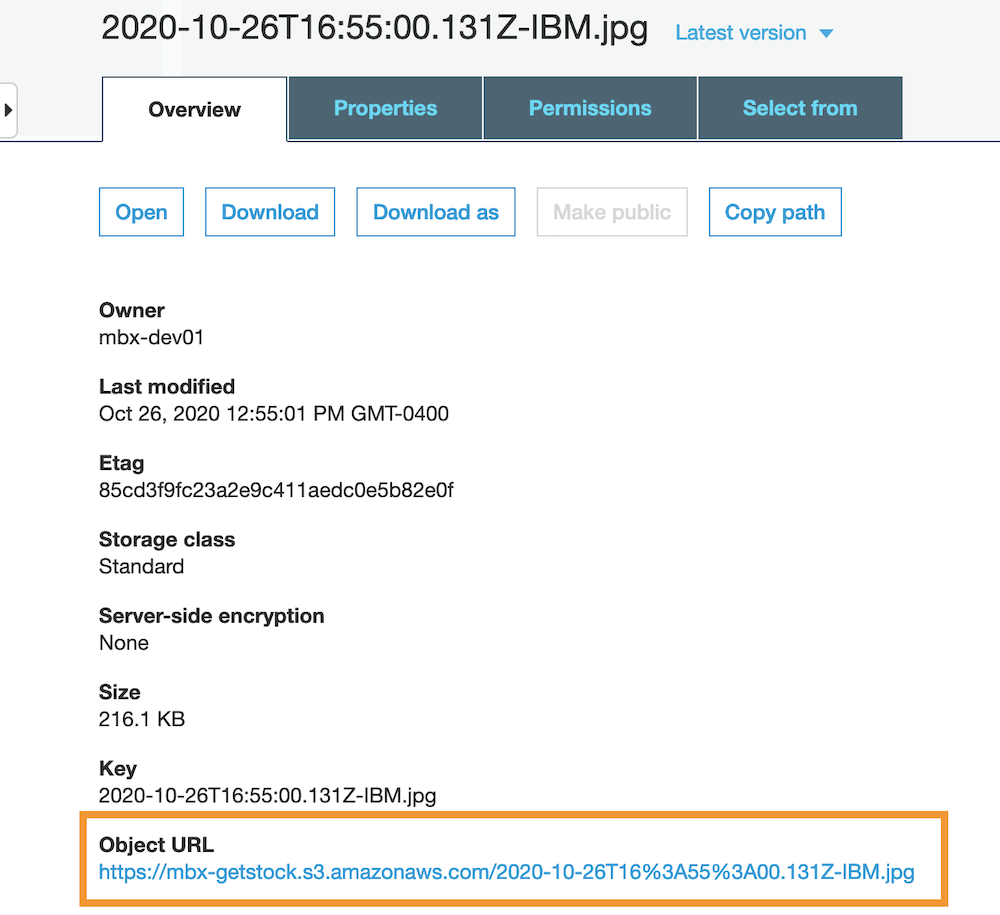 2020-10-26T16:55:00.131Z-IBM.jpg Latest version
Overview Properties Permissions Select from
Open Download Download as Make public Copy path
Owner
mbx-dev01
Last modified
Oct 26, 2020 12:55:01 PM GMT-0400
Etag
85cd3f9fc23a2e9c411aedc0e5b82e0f
Storage class
Standard
Server-side encryption
None
Size
216.1 KB
Key
2020-10-26T16:55:00.131Z-IBM.jpg
Object URL
https://mbx-getstock.s3.amazonaws.com/2020-10-26T16%3A55%3A00.131Z-IBM.jpg